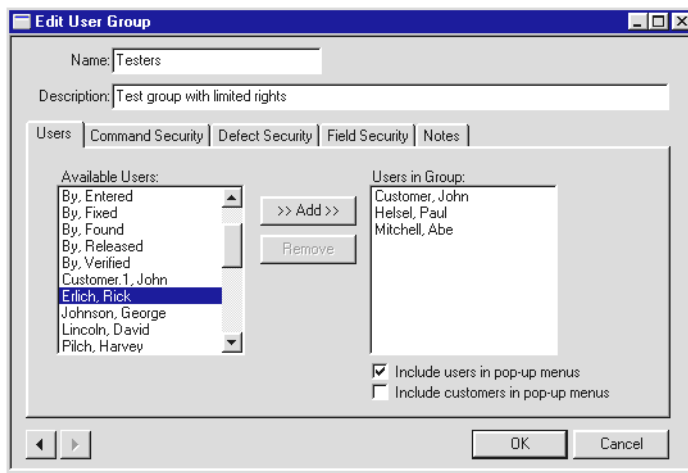 Edit User Group
Name: Testers
Description: Test group with limited rights
Users Command Security Defect Security Field Security Notes
Available Users:
By, Entered
By, Fixed
By, Found
By, Released
By, Verified
Customer.1, John
Erlich, Rick
Johnson, George
Lincoln, David
Pilch, Harvey
>> Add >>
Remove
Users in Group:
Customer, John
Helsel, Paul
Mitchell, Abe
Include users in pop-up menus
Include customers in pop-up menus
OK Cancel